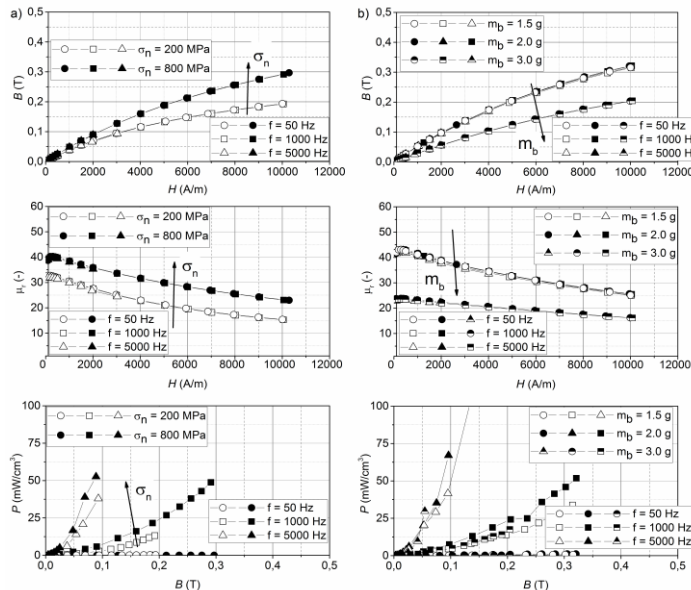 a)
0,5
0,4
0,3
0,2
0,1
0,0
B (T)
σn = 200 MPa
σn = 800 MPa
σn
f = 50 Hz
f = 1000 Hz
f = 5000 Hz
0 2000 4000 6000 8000 10000 12000
H (A/m)
b)
0,5
0,4
0,3
0,2
0,1
0,0
B (T)
mb = 1.5 g
mb = 2.0 g
mb = 3.0 g
mb
f = 50 Hz
f = 1000 Hz
f = 5000 Hz
0 2000 4000 6000 8000 10000 12000
H (A/m)
60
50
40
30
20
10
μr (-)
σn = 200 MPa
σn = 800 MPa
σn
f = 50 Hz
f = 1000 Hz
f = 5000 Hz
0 2000 4000 6000 8000 10000 12000
H (A/m)
60
50
40
30
20
10
μr (-)
mb = 1.5 g
mb = 2.0 g
mb = 3.0 g
mb
f = 50 Hz
f = 1000 Hz
f = 5000 Hz
0 2000 4000 6000 8000 10000 12000
H (A/m)
100
75
50
25
0
P (mW/cm³)
σn = 200 MPa
σn = 800 MPa
σn
f = 50 Hz
f = 1000 Hz
f = 5000 Hz
0,0 0,1 0,2 0,3 0,4 0,5
B (T)
100
75
50
25
0
P (mW/cm³)
mb = 1.5 g
mb = 2.0 g
mb = 3.0 g
f = 50 Hz
f = 1000 Hz
f = 5000 Hz
0,0 0,1 0,2 0,3 0,4 0,5
B (T)